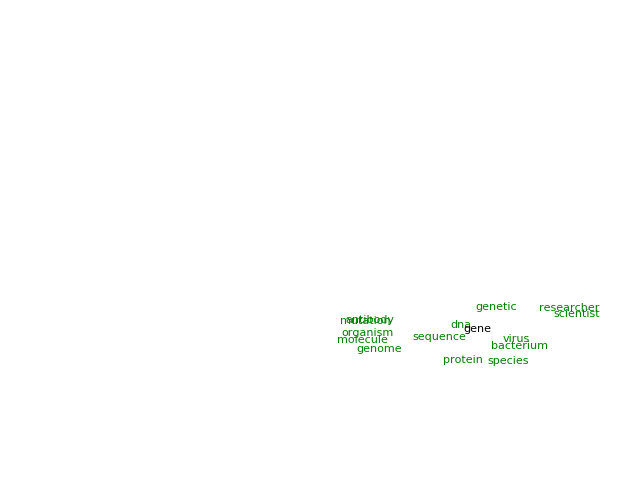 genetic
researcher
scientist
antibody
mutation
dna
gene
organism
sequence
molecule
virus
bacterium
genome
protein
species